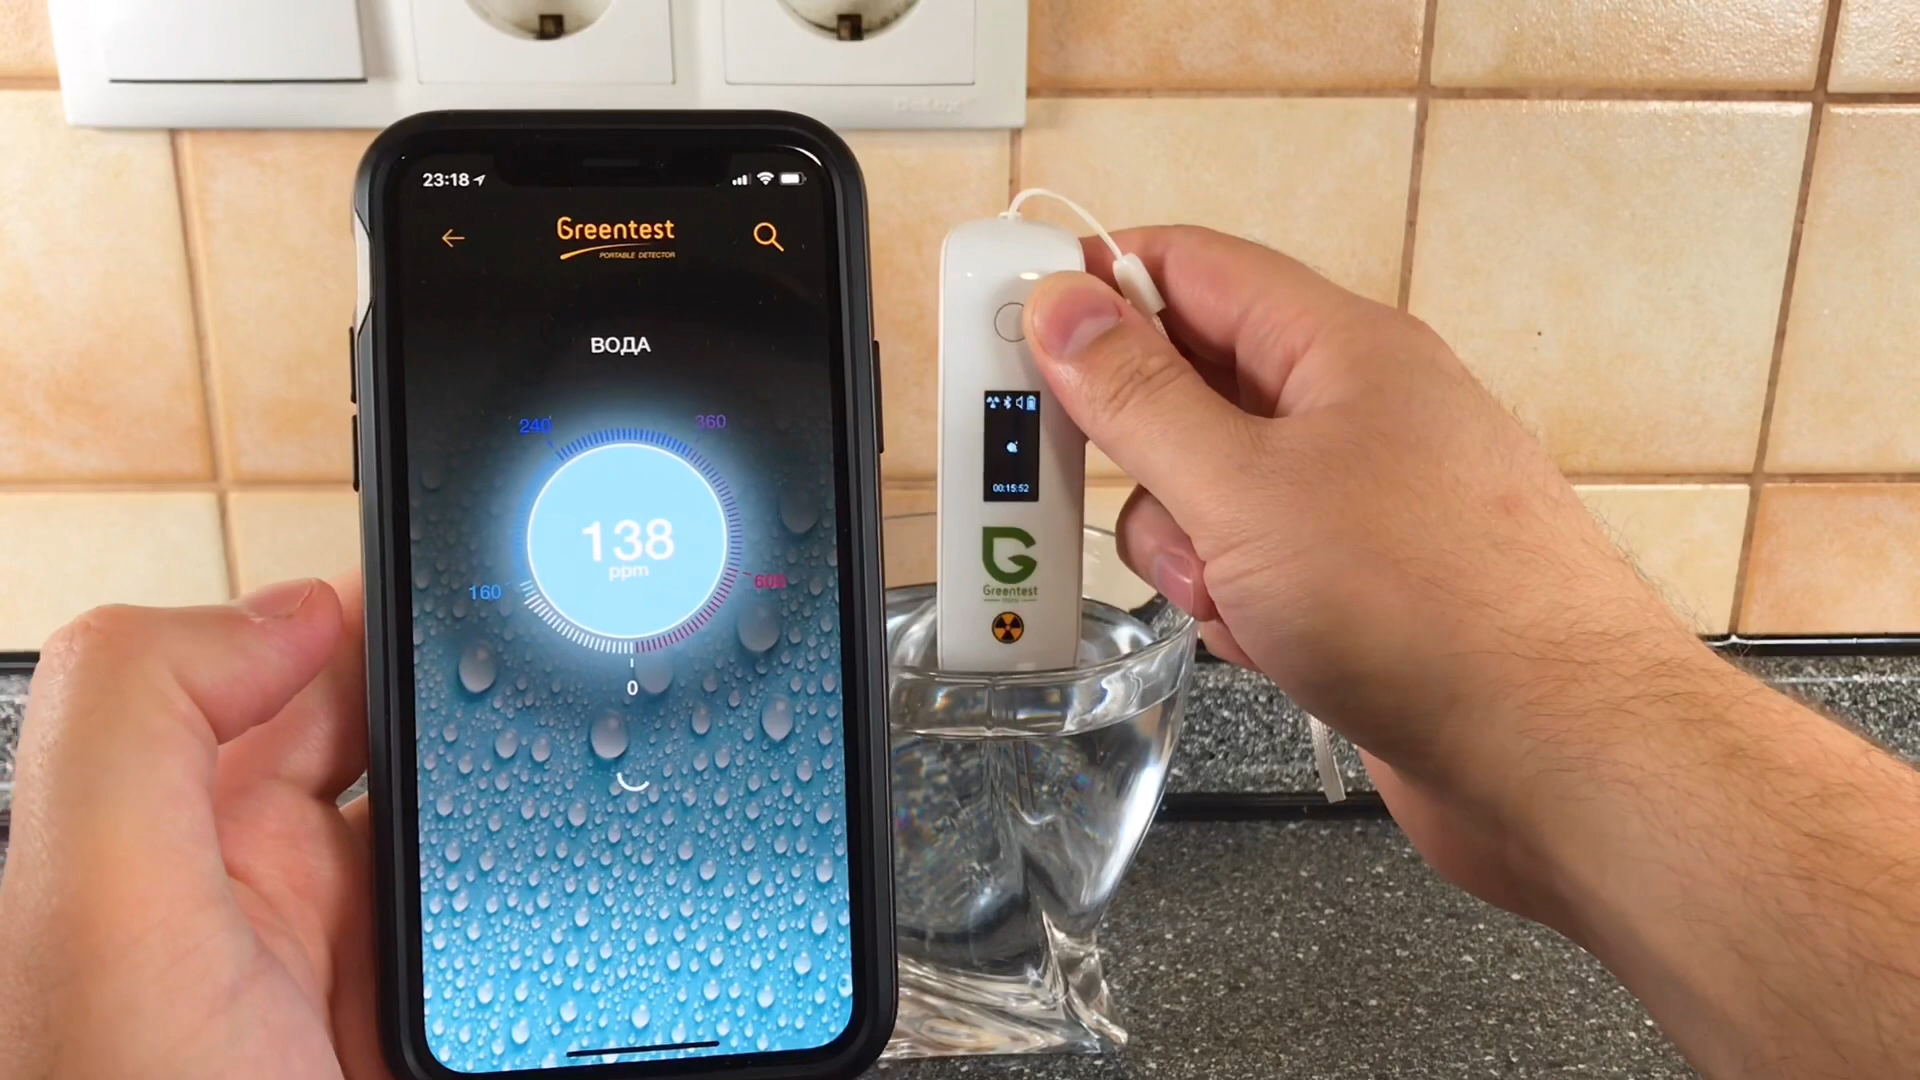 23:18
Greentest
PORTABLE DETECTOR
ВОДА
240
360
138
ppm
160
600
0
00:15:52
Greentest